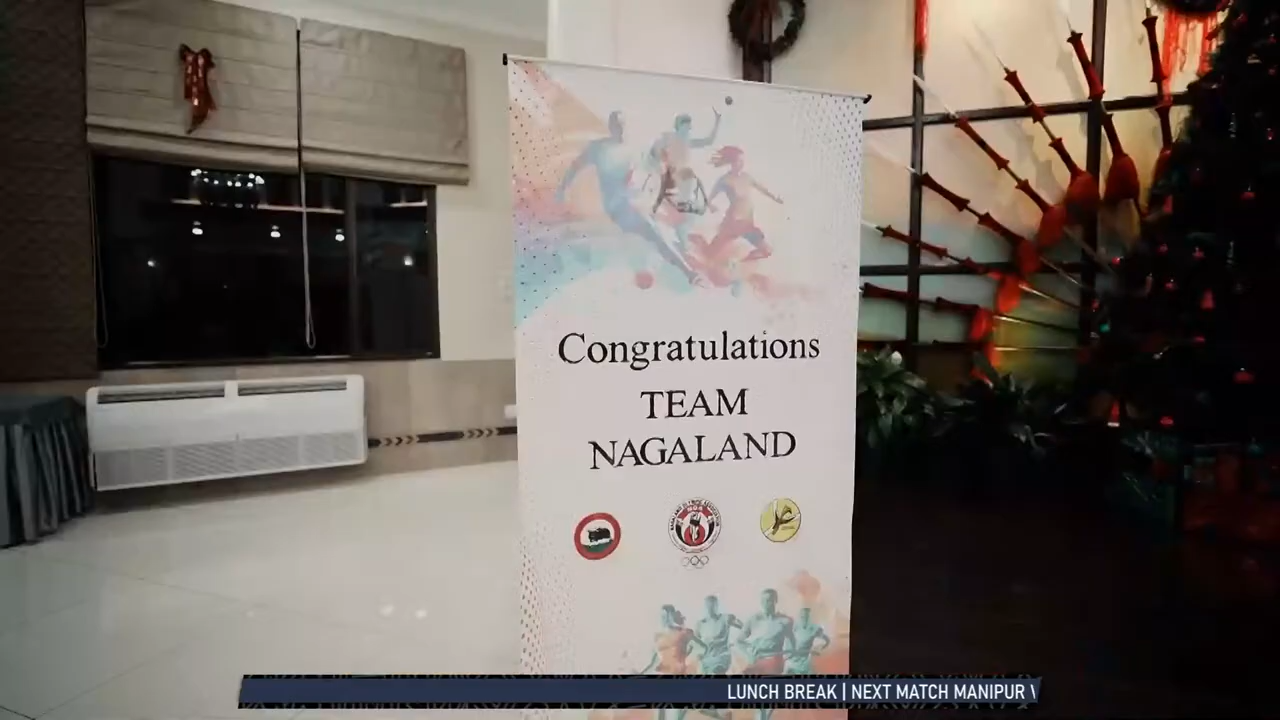 Congratulations
TEAM
NAGALAND
LUNCH BREAK | NEXT MATCH MANIPUR